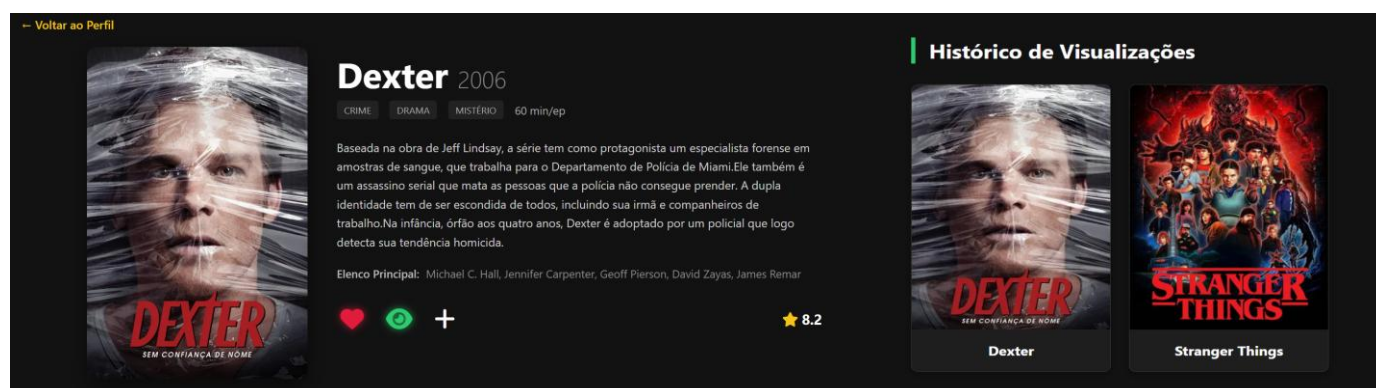 ← Voltar ao Perfil
DEXTER
SEM CONFIANÇA DE NOME
Dexter 2006
CRIME DRAMA MISTÉRIO 60 min/ep
Baseada na obra de Jeff Lindsay, a série tem como protagonista um especialista forense em
amostras de sangue, que trabalha para o Departamento de Polícia de Miami.Ele também é
um assassino serial que mata as pessoas que a polícia não consegue prender. A dupla
identidade tem de ser escondida de todos, incluindo sua irmã e companheiros de
trabalho.Na infância, órfão aos quatro anos, Dexter é adoptado por um policial que logo
detecta sua tendência homicida.
Elenco Principal: Michael C. Hall, Jennifer Carpenter, Geoff Pierson, David Zayas, James Remar
8.2
Histórico de Visualizações
DEXTER
SEM CONFIANÇA DE NOME
Dexter
STRANGER
THINGS
Stranger Things